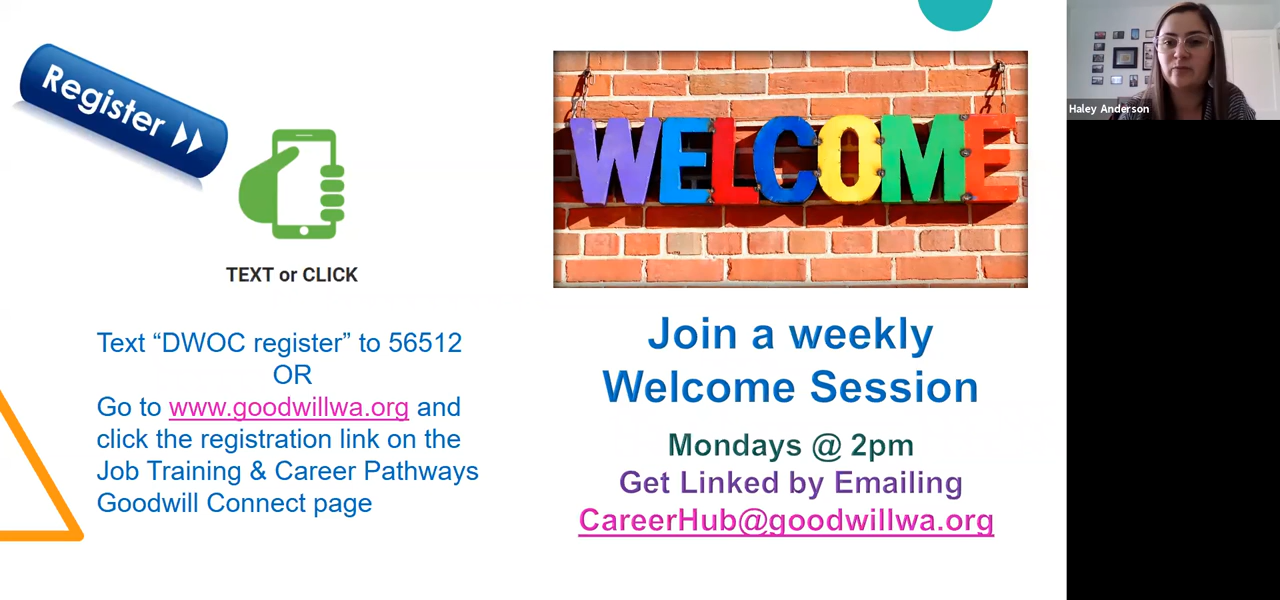 Register
TEXT or CLICK
Text “DWOC register” to 56512
OR
Go to www.goodwillwa.org and
click the registration link on the
Job Training & Career Pathways
Goodwill Connect page
WELCOME
Join a weekly
Welcome Session
Mondays @ 2pm
Get Linked by Emailing
CareerHub@goodwillwa.org
Haley Anderson